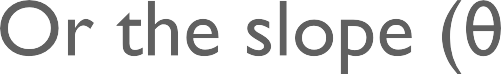 Or the slope (θ